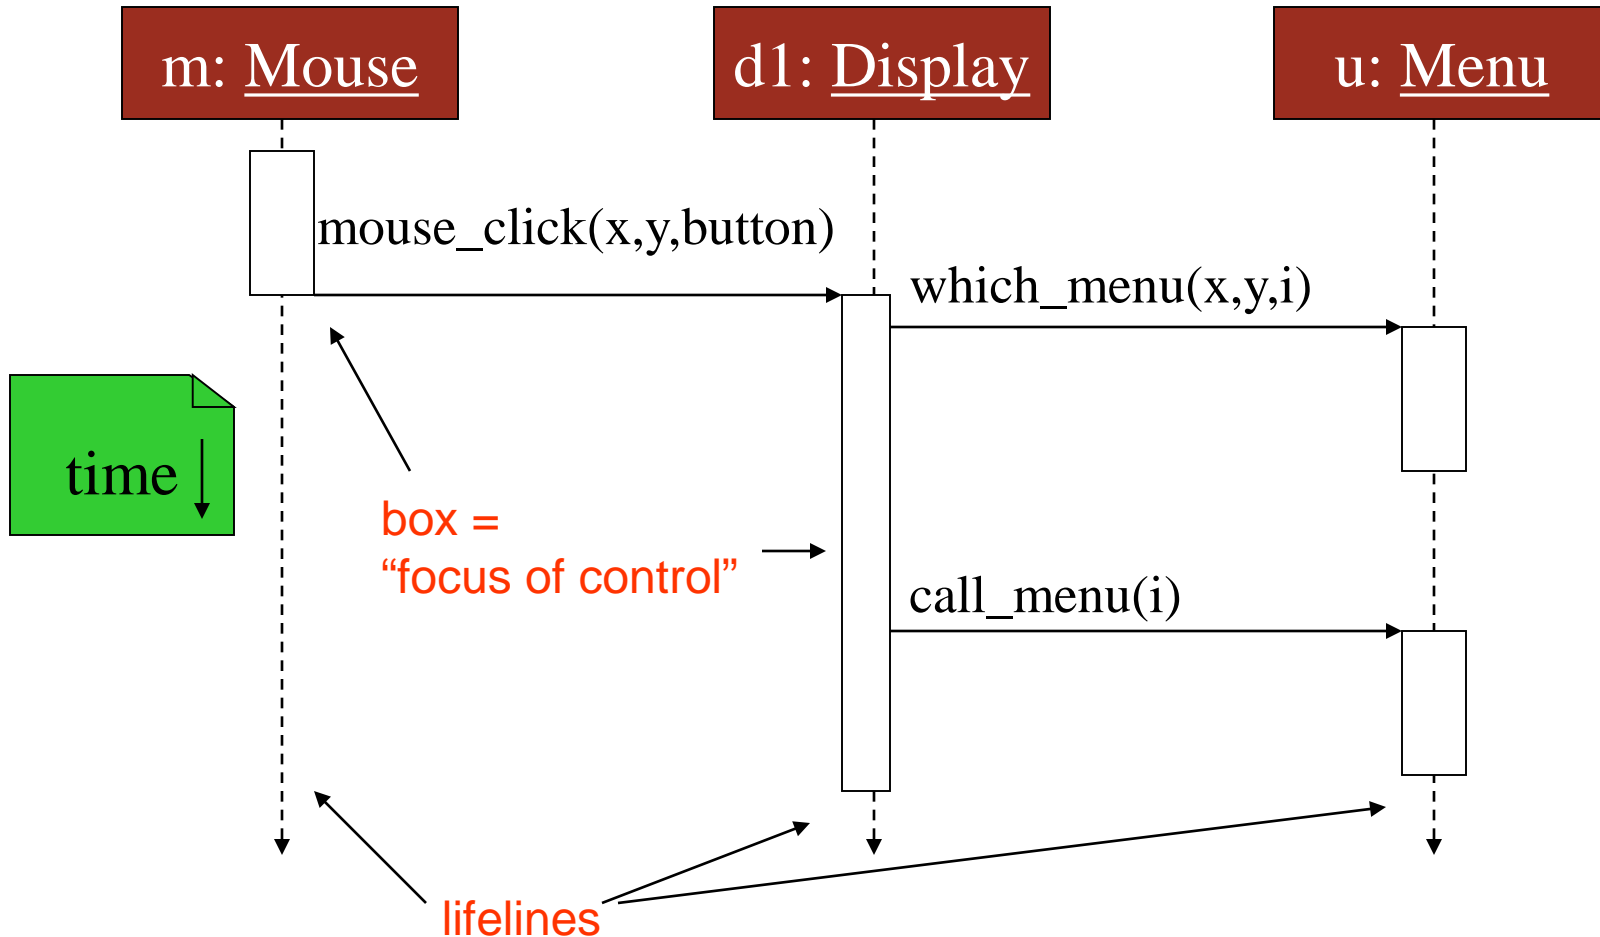 m: Mouse
d1: Display
u: Menu
mouse_click(x,y,button)
which_menu(x,y,i)
time
box =
“focus of control”
call_menu(i)
lifelines